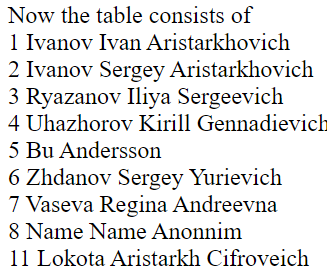 Now the table consists of
1 Ivanov Ivan Aristarkhovich
2 Ivanov Sergey Aristarkhovich
3 Ryazanov Iliya Sergeevich
4 Uhazhorov Kirill Gennadievich
5 Bu Andersson
6 Zhdanov Sergey Yurievich
7 Vaseva Regina Andreevna
8 Name Name Anonnim
11 Lokota Aristarkh Cifroveich